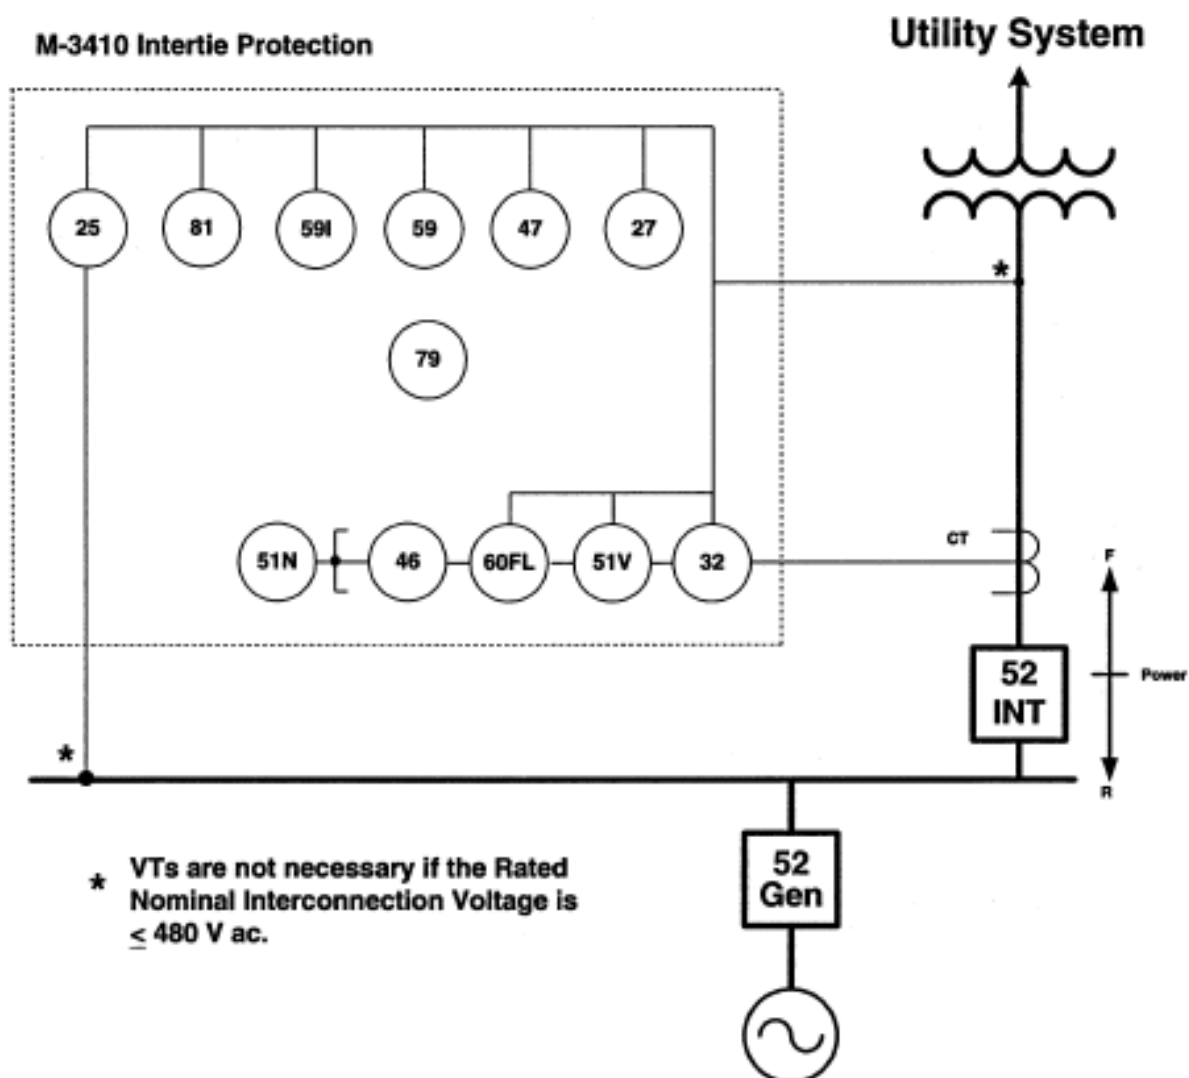 Utility System
M-3410 Intertie Protection
25
81
59I
59
47
27
*
79
CT
F
51N
46
60FL
51V
32
52
INT
Power
*
R
52
Gen
* VTs are not necessary if the Rated
Nominal Interconnection Voltage is
≤ 480 V ac.